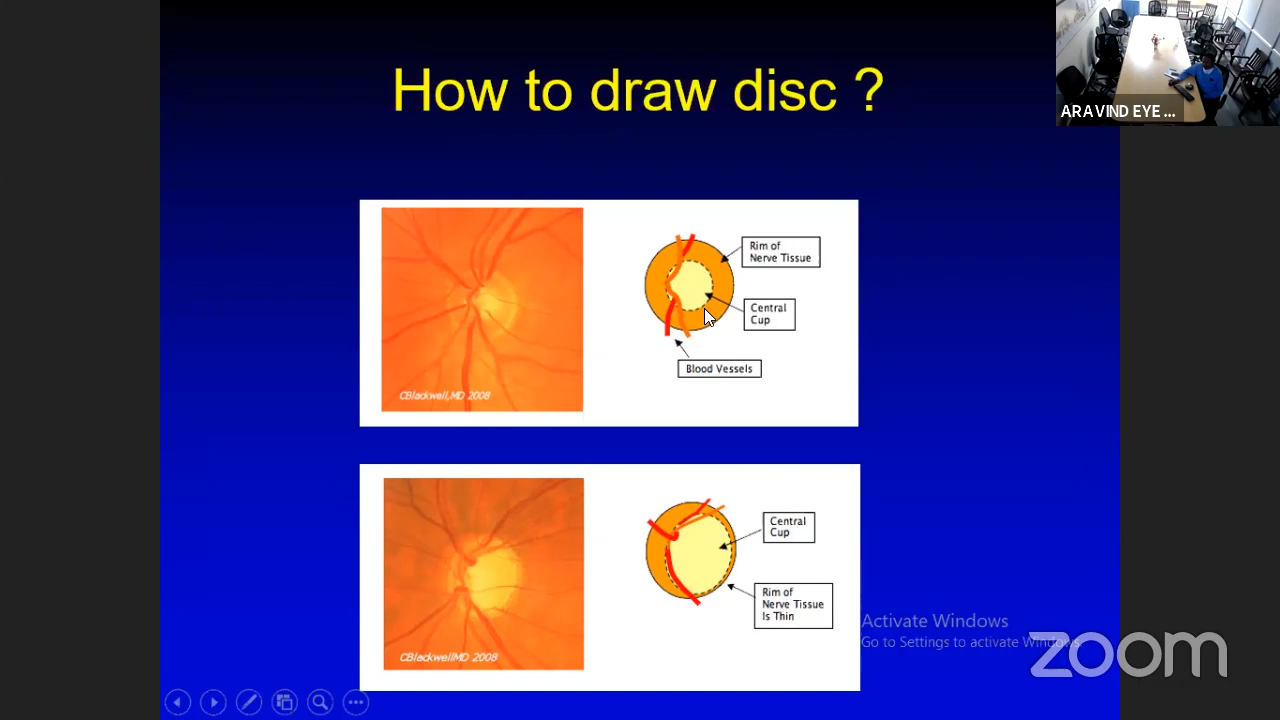 How to draw disc ?
ARAVIND EYE ...
Rim of
Nerve Tissue
Central
Cup
Blood Vessels
CBlackwell,MD 2008
Central
Cup
Rim of
Nerve Tissue
Is Thin
CBlackwellMD 2008
Activate Windows
Go to Settings to activate Windows.
zoom